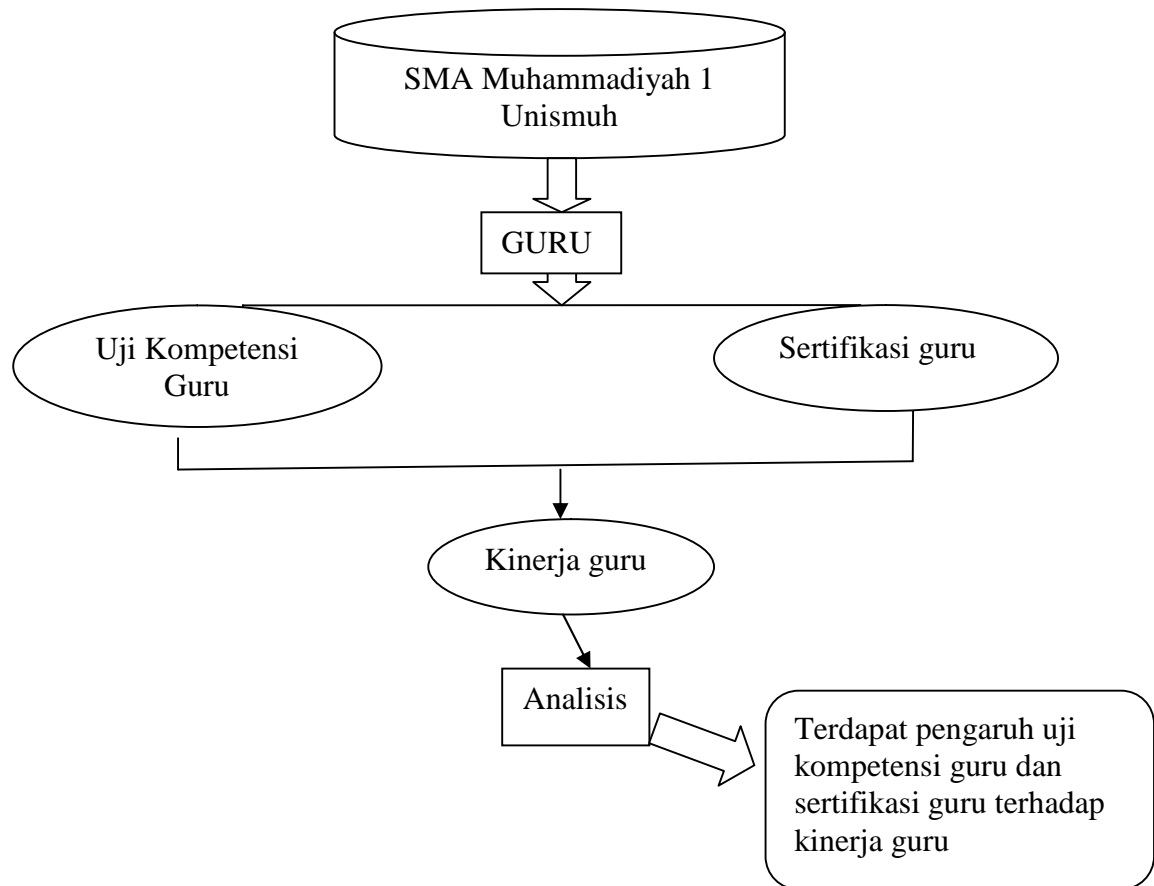 SMA Muhammadiyah 1
Unismuh
GURU
Uji Kompetensi
Guru
Sertifikasi guru
Kinerja guru
Analisis
Terdapat pengaruh uji
kompetensi guru dan
sertifikasi guru terhadap
kinerja guru